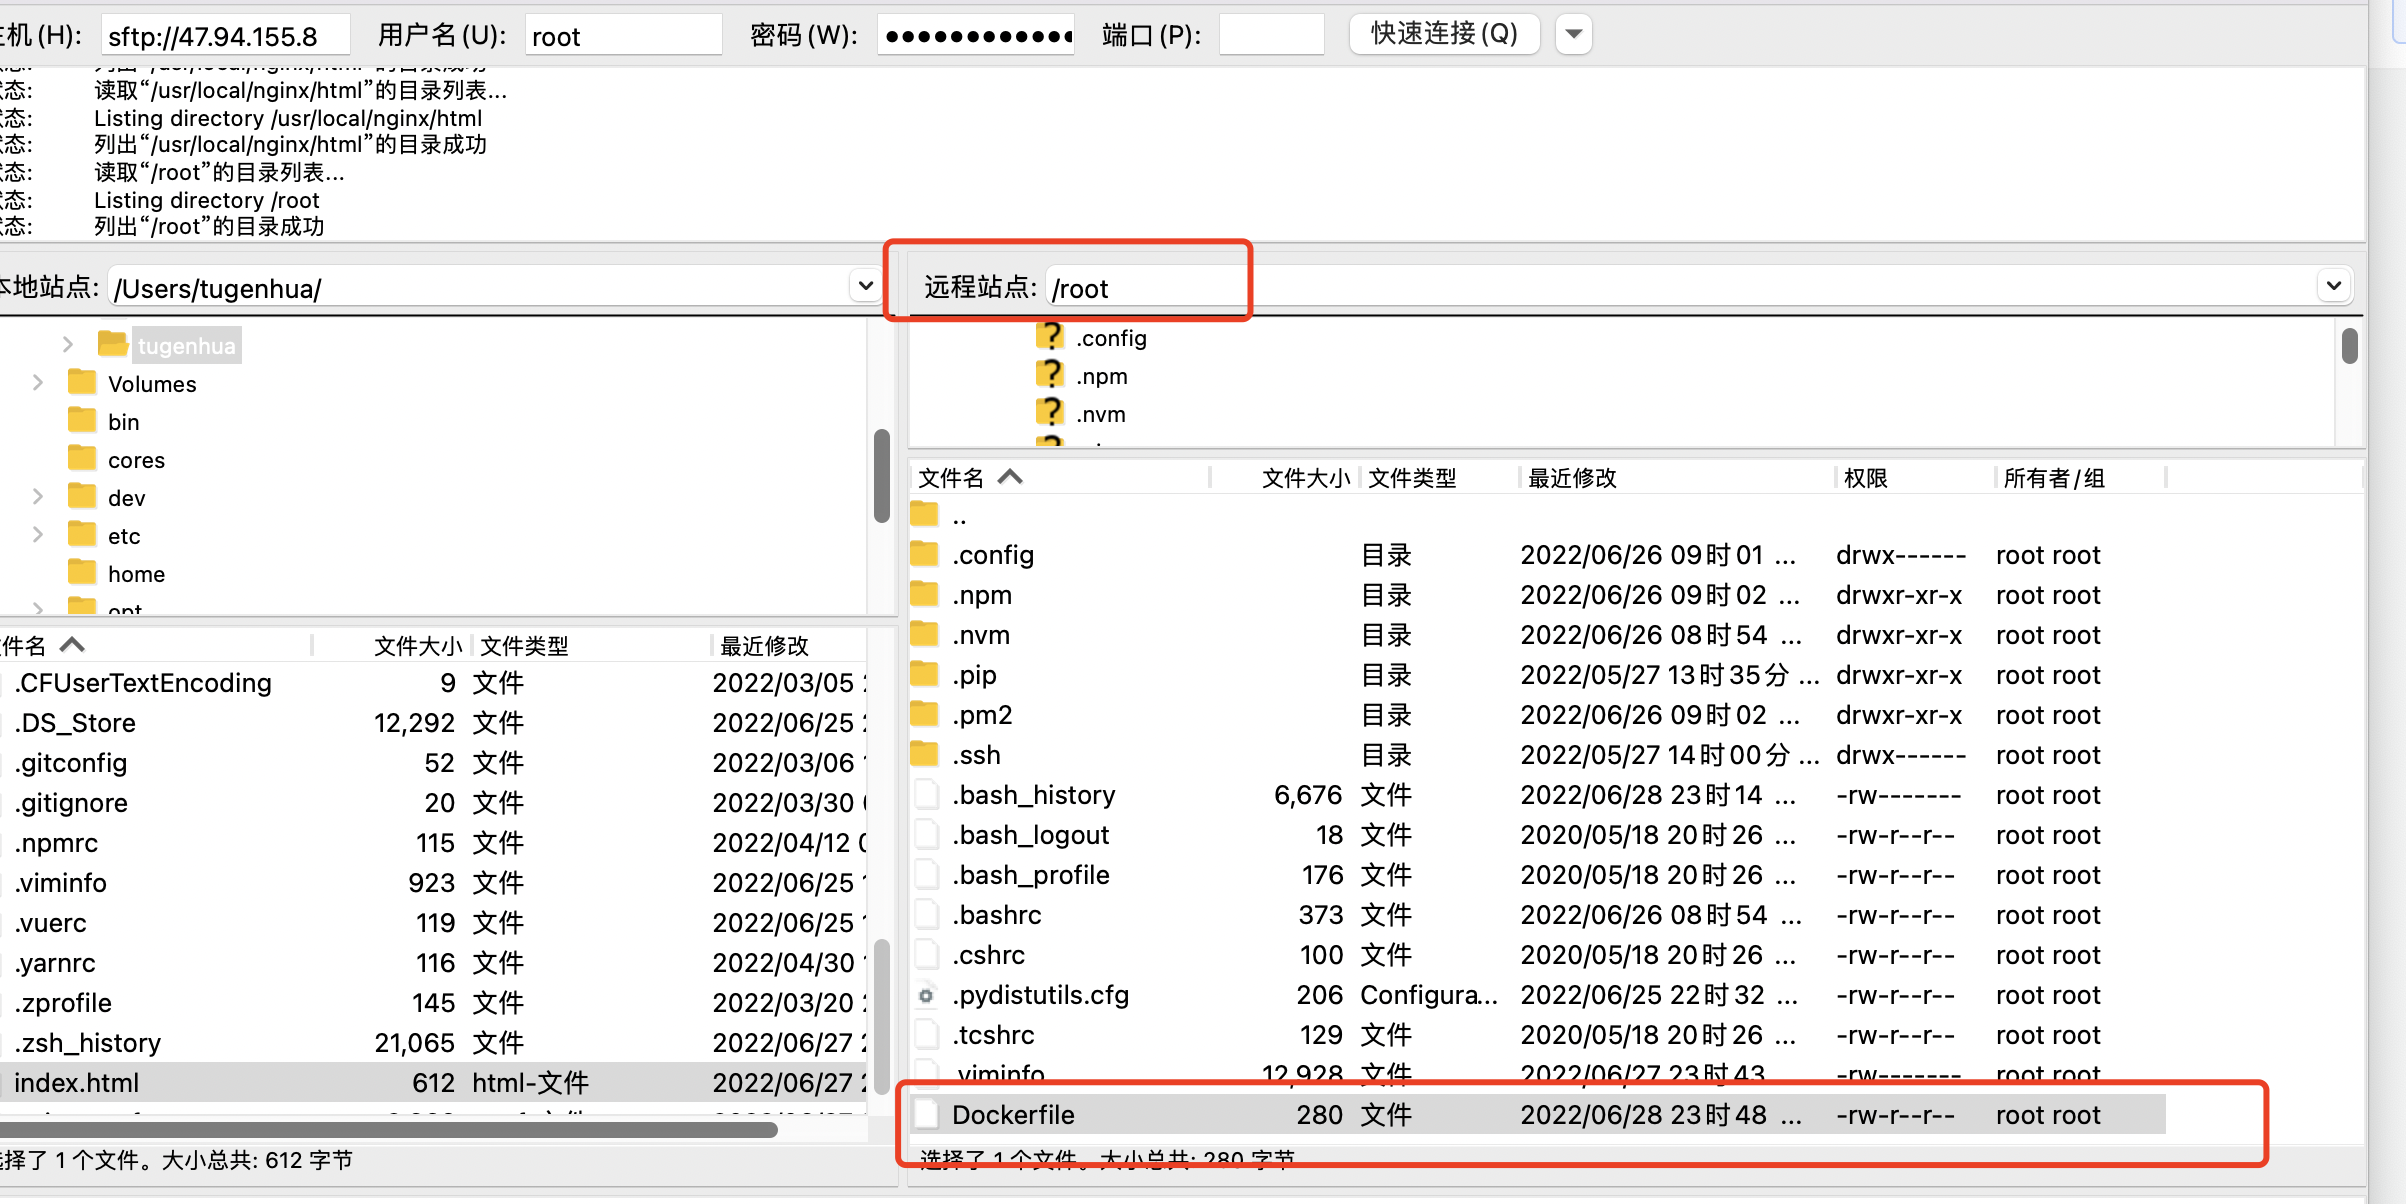 机(H): sftp://47.94.155.8 用户名(U): root 密码(W): ●●●●●●●●●●●● 端口(P): 快速连接(Q)
态: 列出“/usr/local/nginx/html”的目录成功
态: 读取“/usr/local/nginx/html”的目录列表...
态: Listing directory /usr/local/nginx/html
态: 列出“/usr/local/nginx/html”的目录成功
态: 读取“/root”的目录列表...
态: Listing directory /root
态: 列出“/root”的目录成功
本地站点: /Users/tugenhua/
tugenhua
Volumes
bin
cores
dev
etc
home
opt
件名 文件大小 文件类型 最近修改
.CFUserTextEncoding 9 文件 2022/03/05
.DS_Store 12,292 文件 2022/06/25
.gitconfig 52 文件 2022/03/06
.gitignore 20 文件 2022/03/30
.npmrc 115 文件 2022/04/12
.viminfo 923 文件 2022/06/25
.vuerc 119 文件 2022/06/25
.yarnrc 116 文件 2022/04/30
.zprofile 145 文件 2022/03/20
.zsh_history 21,065 文件 2022/06/27
index.html 612 html-文件 2022/06/27
选择了 1 个文件。大小总共: 612 字节
远程站点: /root
.config
.npm
.nvm
文件名 文件大小 文件类型 最近修改 权限 所有者/组
..
.config 目录 2022/06/26 09时01 ... drwx------ root root
.npm 目录 2022/06/26 09时02 ... drwxr-xr-x root root
.nvm 目录 2022/06/26 08时54 ... drwxr-xr-x root root
.pip 目录 2022/05/27 13时35分 ... drwxr-xr-x root root
.pm2 目录 2022/06/26 09时02 ... drwxr-xr-x root root
.ssh 目录 2022/05/27 14时00分 ... drwx------ root root
.bash_history 6,676 文件 2022/06/28 23时14 ... -rw------- root root
.bash_logout 18 文件 2020/05/18 20时26 ... -rw-r--r-- root root
.bash_profile 176 文件 2020/05/18 20时26 ... -rw-r--r-- root root
.bashrc 373 文件 2022/06/26 08时54 ... -rw-r--r-- root root
.cshrc 100 文件 2020/05/18 20时26 ... -rw-r--r-- root root
.pydistutils.cfg 206 Configura... 2022/06/25 22时32 ... -rw-r--r-- root root
.tcshrc 129 文件 2020/05/18 20时26 ... -rw-r--r-- root root
.viminfo 12,928 文件 2022/06/27 23时43 ... -rw------- root root
Dockerfile 280 文件 2022/06/28 23时48 ... -rw-r--r-- root root
选择了 1 个文件。大小总共: 280 字节